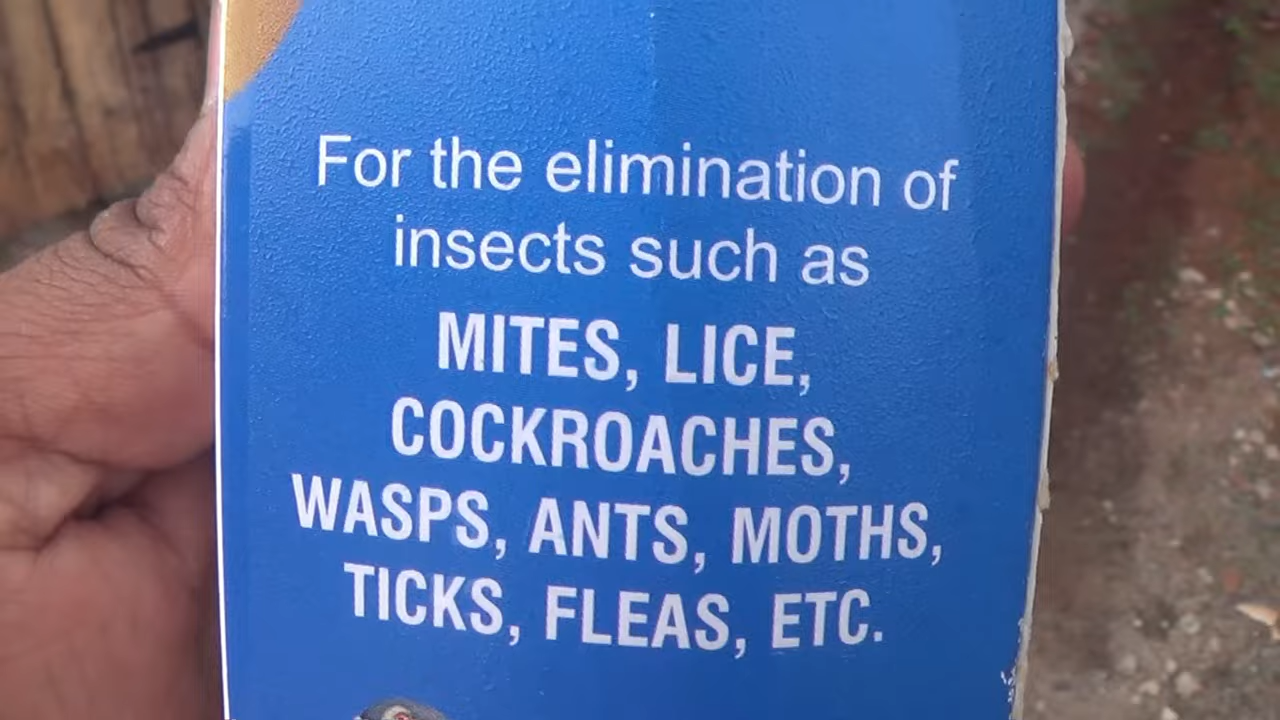 For the elimination of
insects such as
MITES, LICE,
COCKROACHES,
WASPS, ANTS, MOTHS,
TICKS, FLEAS, ETC.